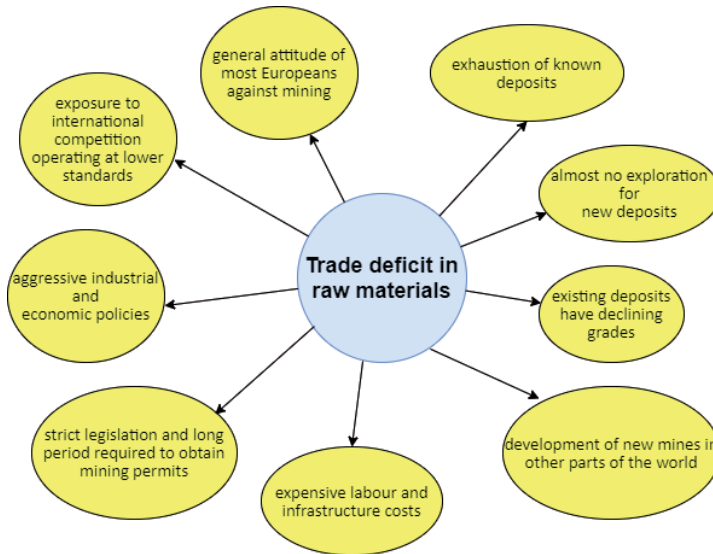 general attitude of
most Europeans
against mining
exhaustion of known
deposits
exposure to
international
competition
operating at lower
standards
almost no exploration
for
new deposits
Trade deficit in
raw materials
aggressive industrial
and
economic policies
existing deposits
have declining
grades
strict legislation and long
period required to obtain
mining permits
development of new mines in
other parts of the world
expensive labour and
infrastructure costs